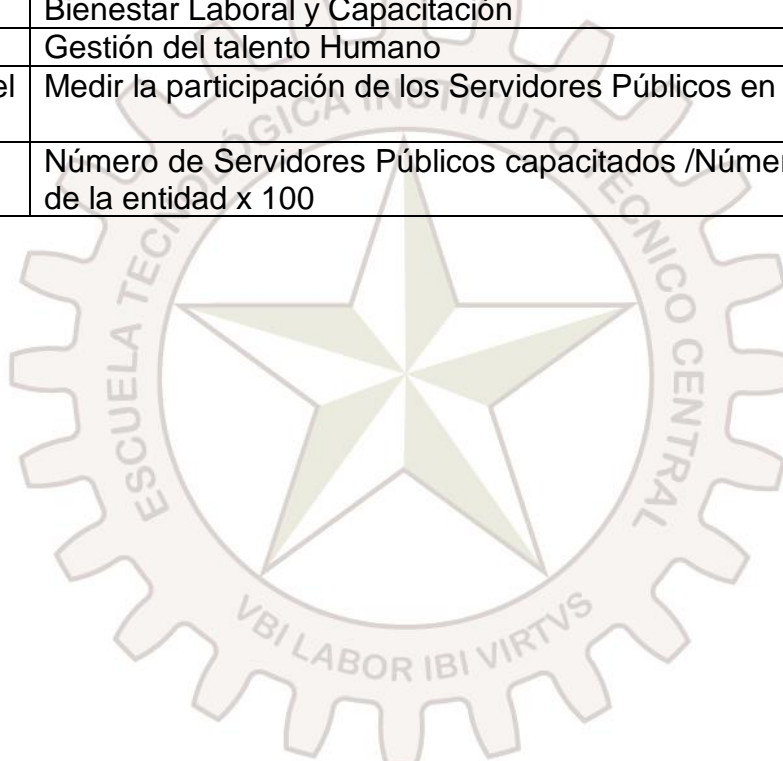 Bienestar Laboral y Capacitación
Gestión del talento Humano
el Medir la participación de los Servidores Públicos en
Número de Servidores Públicos capacitados /Númer
de la entidad x 100
ESCUELA TECNOLÓGICA INSTITUTO TÉCNICO CENTRAL
VBI LABOR IBI VIRTVS